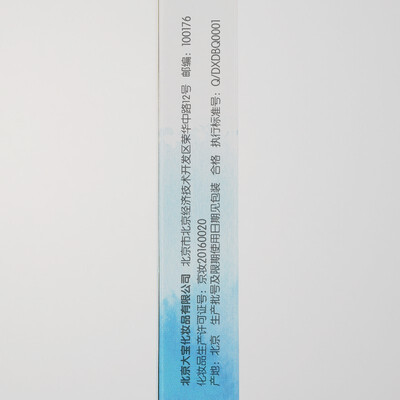 北京大宝化妆品有限公司 北京市北京经济技术开发区荣华中路12号 邮编：100176
化妆品生产许可证号：京妆20160020
产地：北京 生产批号及限期使用日期见包装 合格 执行标准号：Q/DXDBQ0001